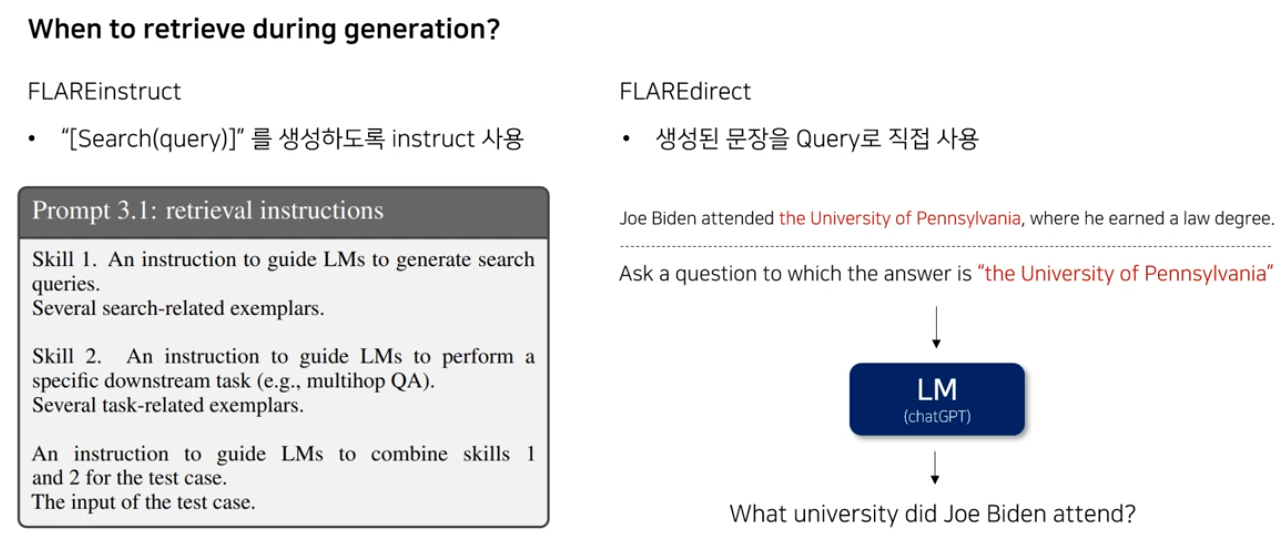 When to retrieve during generation?
FLAREinstruct
• “[Search(query)]” 를 생성하도록 instruct 사용
Prompt 3.1: retrieval instructions
Skill 1. An instruction to guide LMs to generate search
queries.
Several search-related exemplars.
Skill 2. An instruction to guide LMs to perform a
specific downstream task (e.g., multihop QA).
Several task-related exemplars.
An instruction to guide LMs to combine skills 1
and 2 for the test case.
The input of the test case.
FLAREdirect
• 생성된 문장을 Query로 직접 사용
Joe Biden attended the University of Pennsylvania, where he earned a law degree.
Ask a question to which the answer is “the University of Pennsylvania”
LM
(chatGPT)
What university did Joe Biden attend?